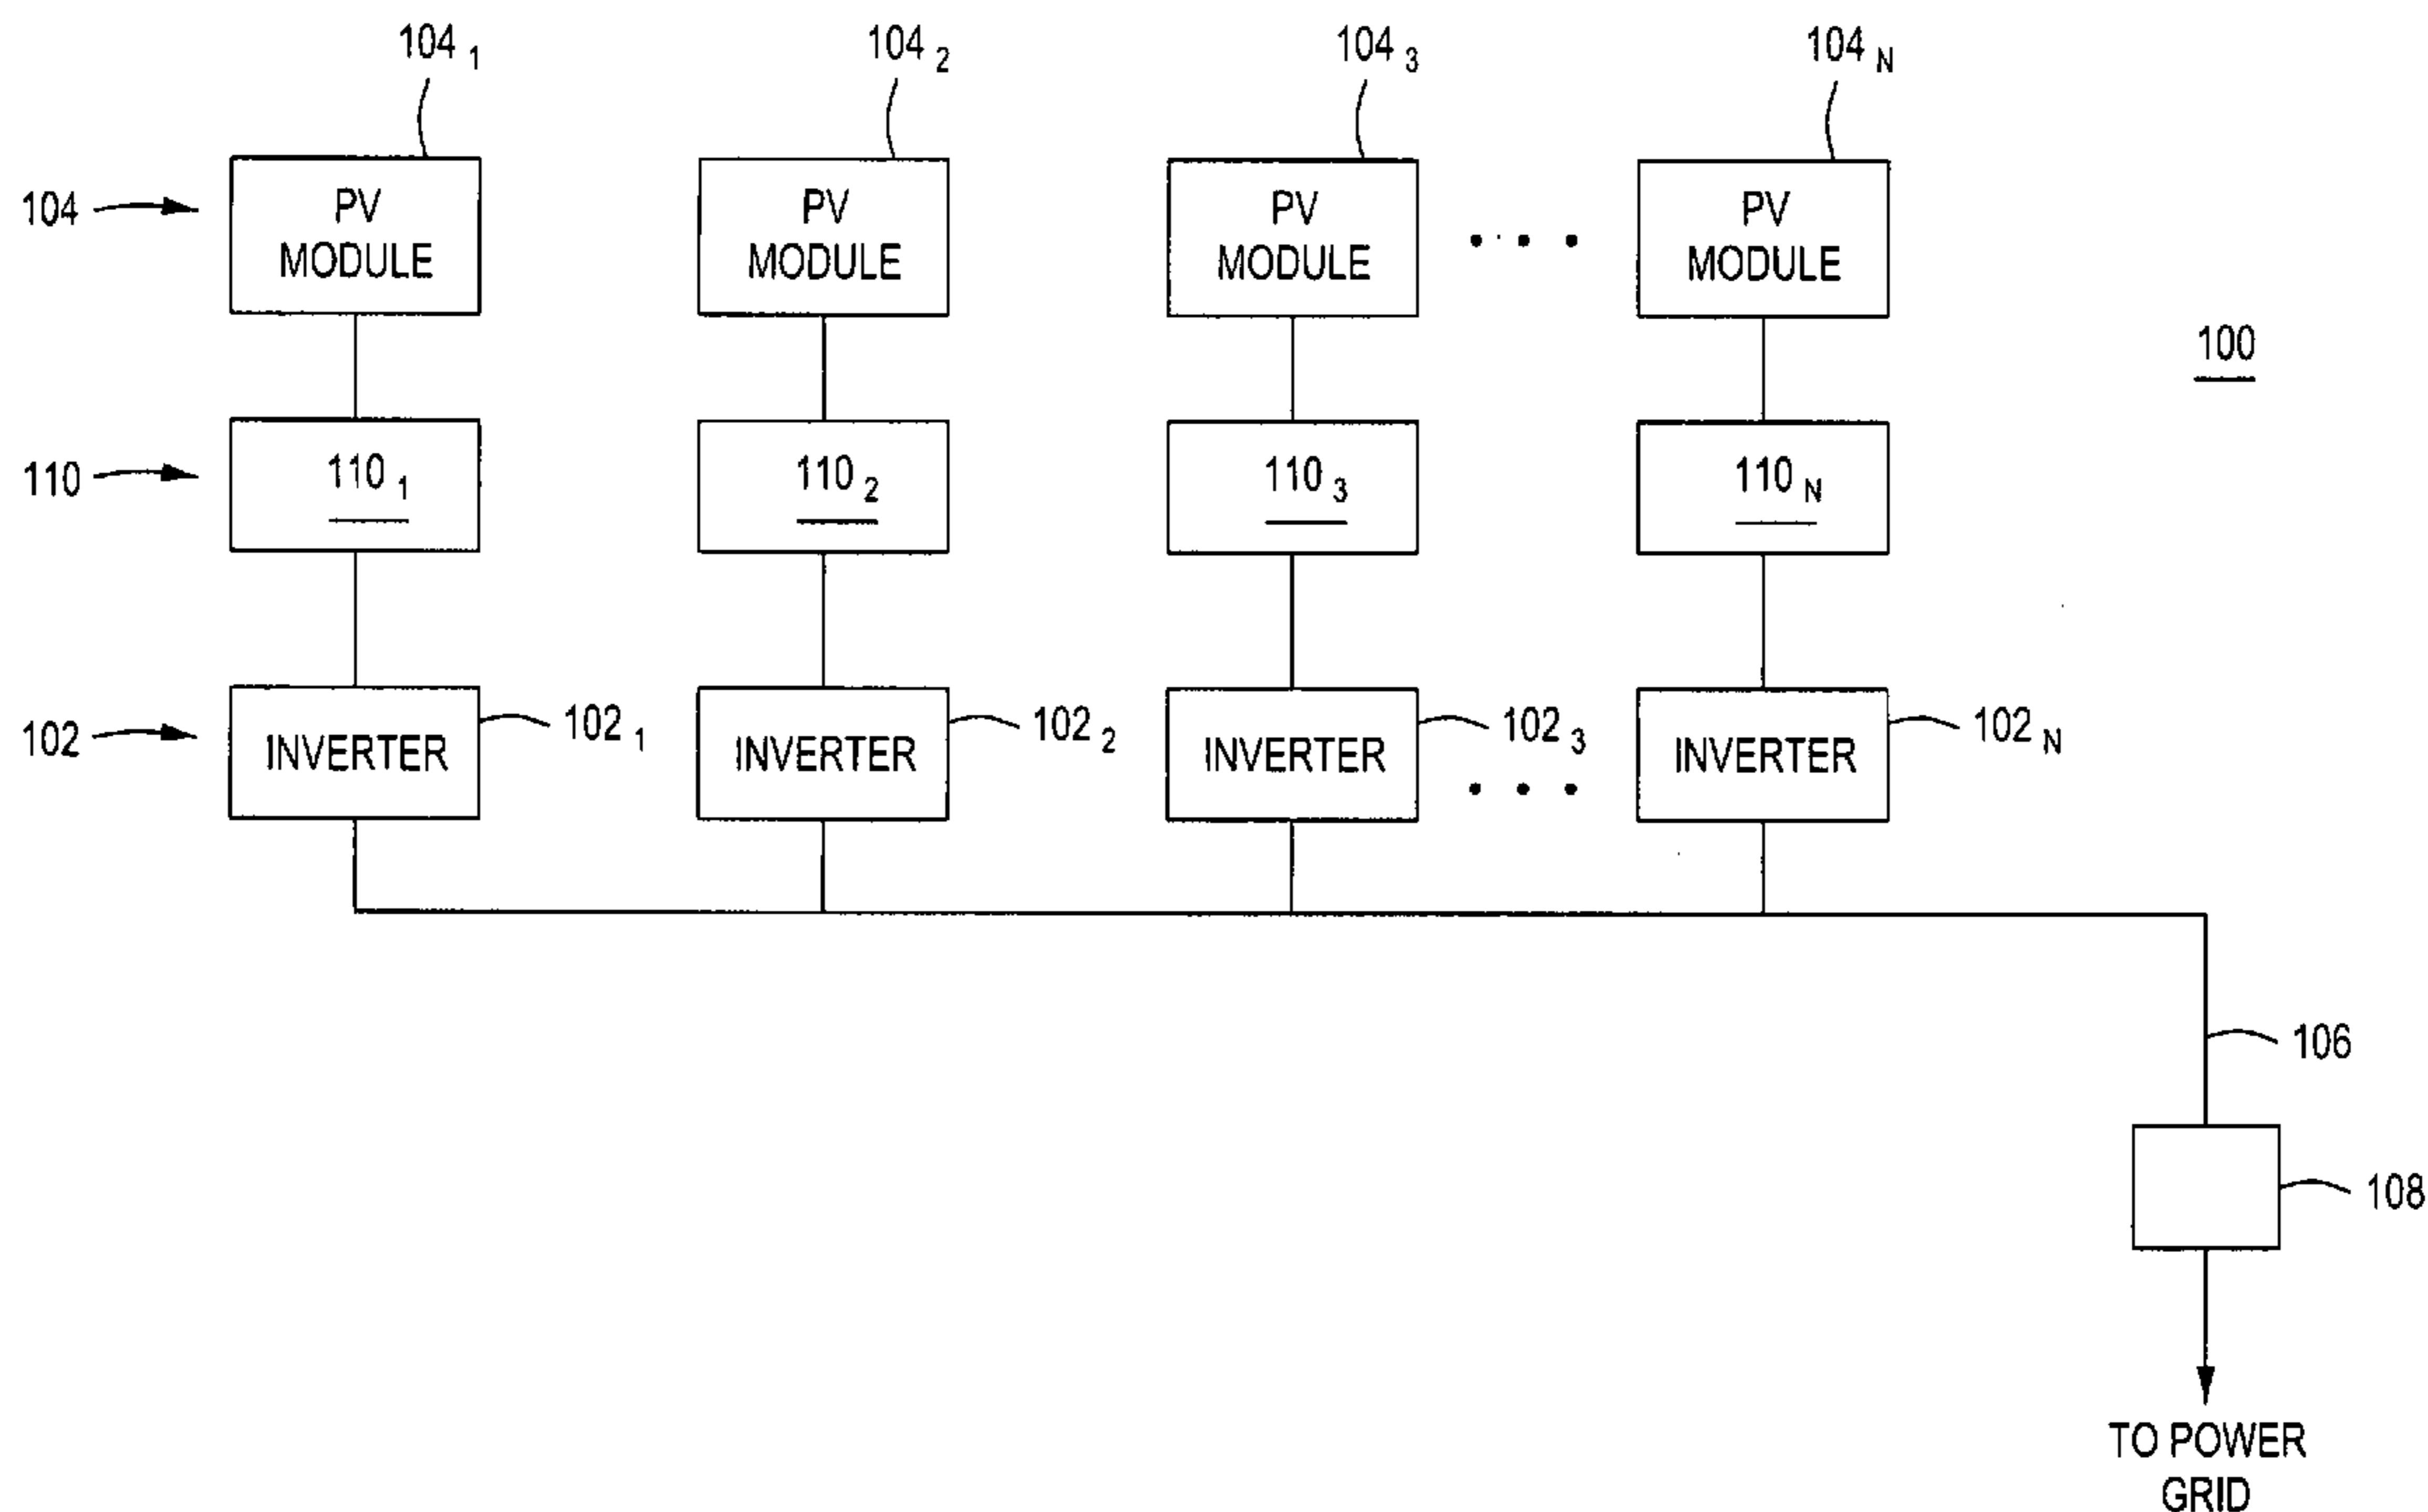 104 1
104 2
104 3
104 N
104
PV
MODULE
PV
MODULE
PV
MODULE
• • •
PV
MODULE
100
110
110 1
110 2
110 3
110 N
102
INVERTER
102 1
INVERTER
102 2
INVERTER
102 3
• • •
INVERTER
102 N
106
108
TO POWER
GRID